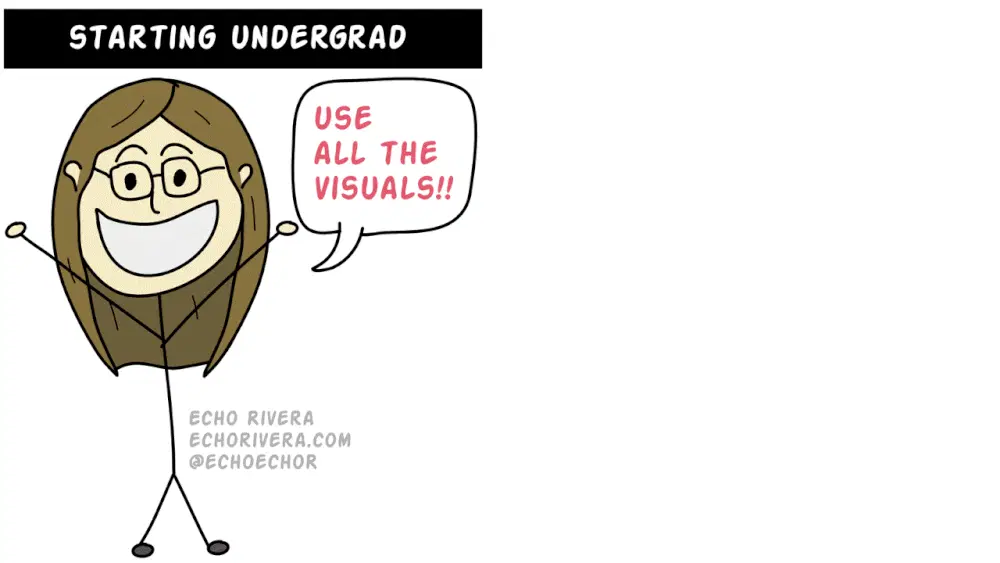 STARTING UNDERGRAD
USE
ALL THE
VISUALS!!
ECHO RIVERA
ECHORIVERA.COM
@ECHOECHOR